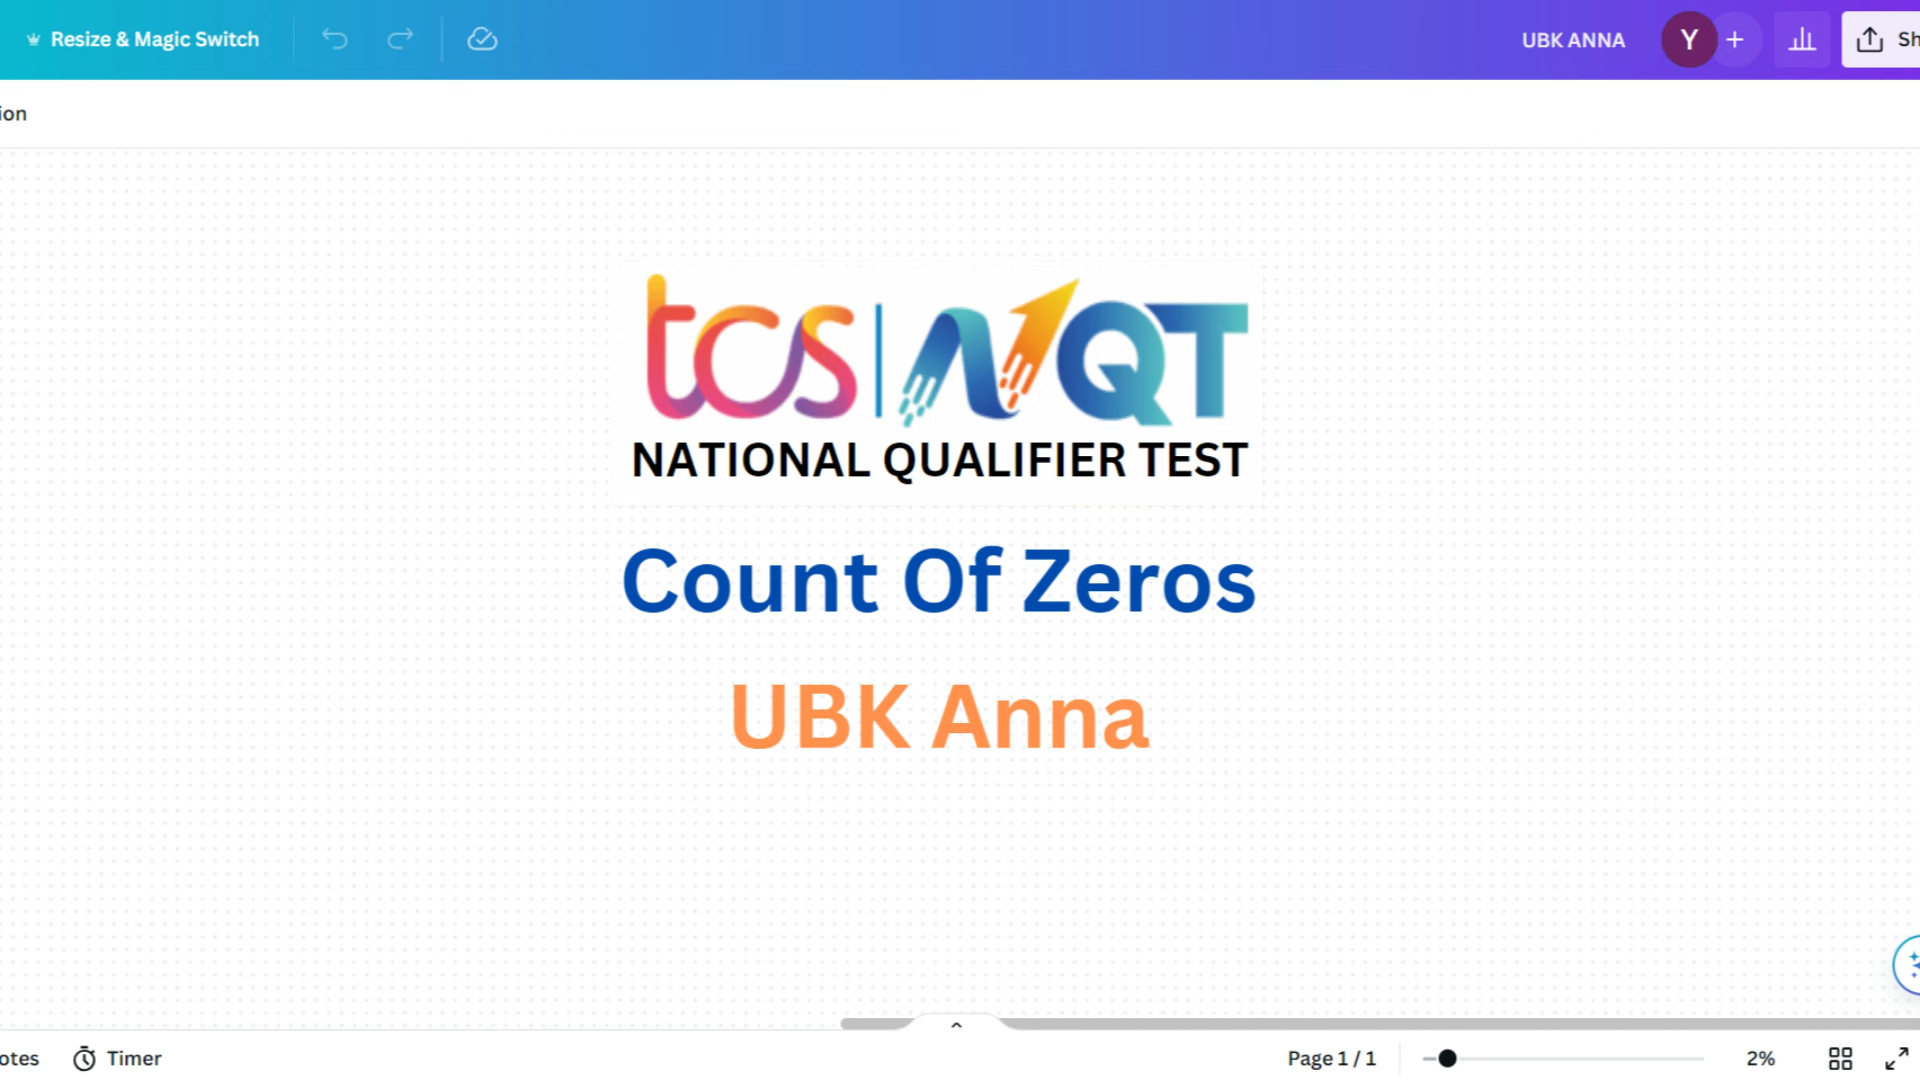 Resize & Magic Switch
UBK ANNA
Y
+
Sh
ion
tcs | NQT
NATIONAL QUALIFIER TEST
Count Of Zeros
UBK Anna
otes
Timer
Page 1 / 1
2%